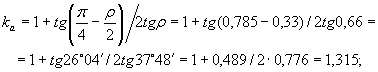 kₐ = 1 + tg(π/4 − ρ/2)/2tgρ = 1 + tg(0,785 − 0,33)/2tg0,66 =
= 1 + tg26°04′/2tg37°48′ = 1 + 0,489/2 · 0,776 = 1,315;